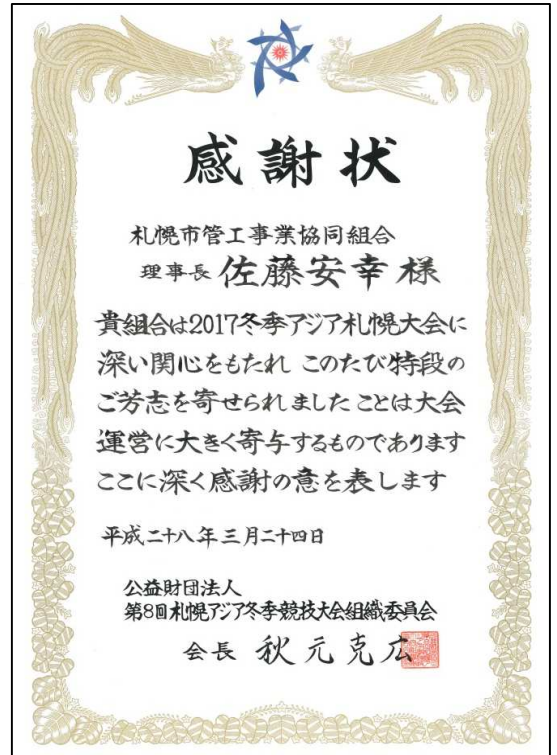 感謝状
札幌市管工事業協同組合
理事長 佐藤安幸 様
貴組合は2017冬季アジア札幌大会に
深い関心をもたれ このたび特段の
ご芳志を寄せられましたことは大会
運営に大きく寄与するものであります
ここに深く感謝の意を表します
平成二十八年三月二十四日
公益財団法人
第8回札幌アジア冬季競技大会組織委員会
会長 秋元克広